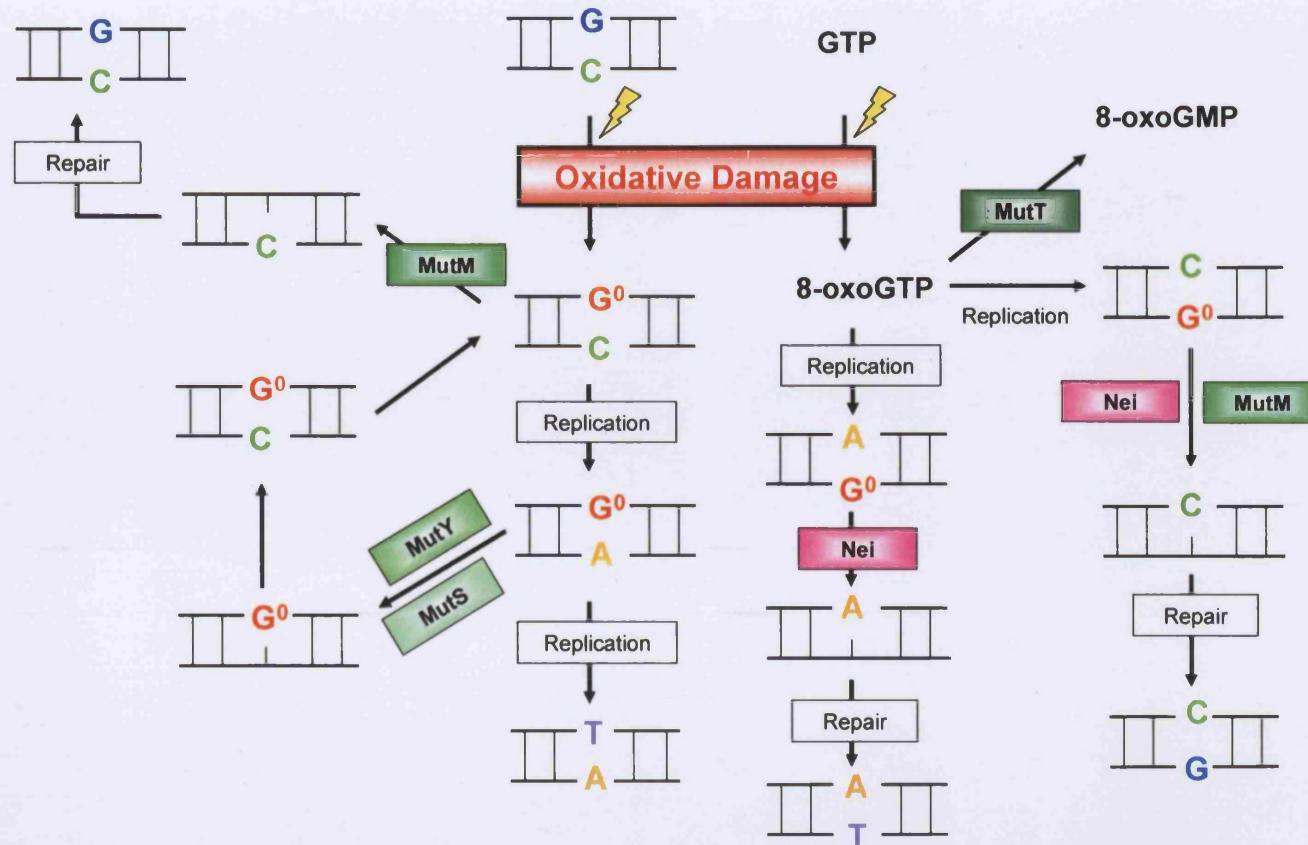 G
C
Repair
C
MutM
G⁰
C
G⁰
G
C
GTP
Oxidative Damage
G⁰
C
Replication
G⁰
A
MutY
MutS
Replication
T
A
8-oxoGTP
MutT
8-oxoGMP
Replication
Replication
A
G⁰
Nei
A
Repair
A
T
C
G⁰
Nei
MutM
C
Repair
C
G